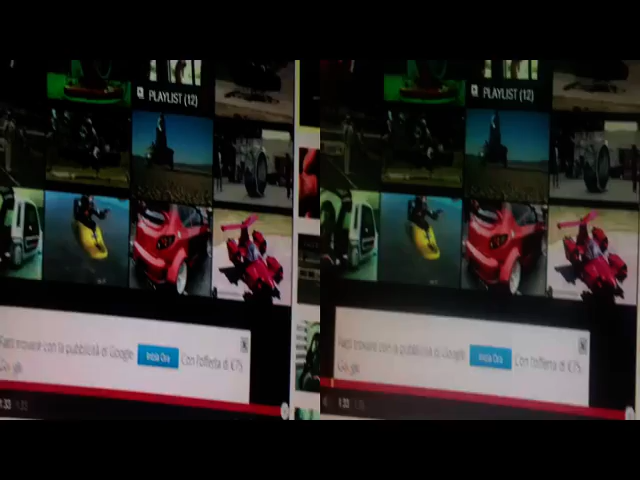 PLAYLIST (12)
PLAYLIST (12)
Fatti trovare con la pubblicità di Google
Inizia Ora
Con l'offerta di €75
Google
1:33
Fatti trovare con la pubblicità di Google
Inizia Ora
Con l'offerta di €75
Google
1:33